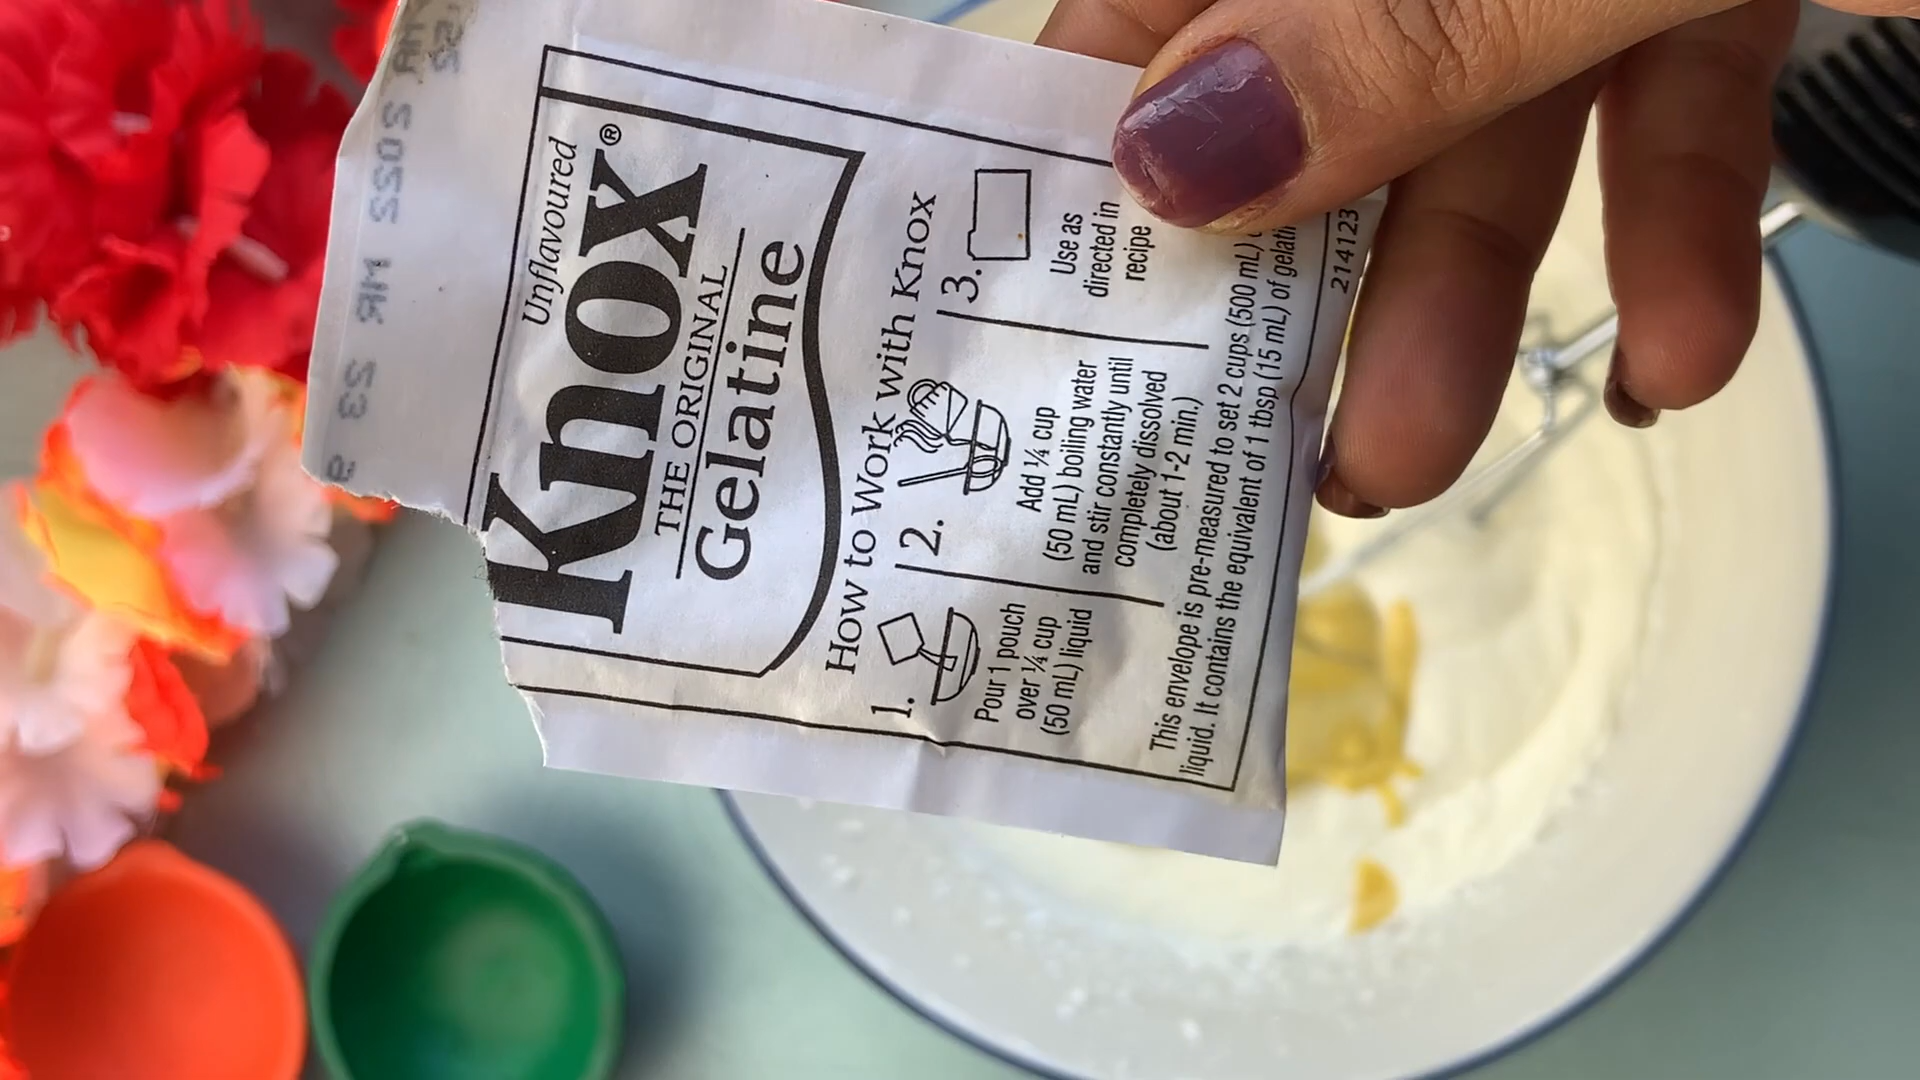 Unflavoured
Knox®
THE ORIGINAL
Gelatine
How to Work with Knox
1.
Pour 1 pouch
over ¼ cup
(50 mL) liquid
2.
Add ¼ cup
(50 mL) boiling water
and stir constantly until
completely dissolved
(about 1-2 min.)
3.
Use as
directed in
recipe
This envelope is pre-measured to set 2 cups (500 mL)
liquid. It contains the equivalent of 1 tbsp (15 mL) of
214123